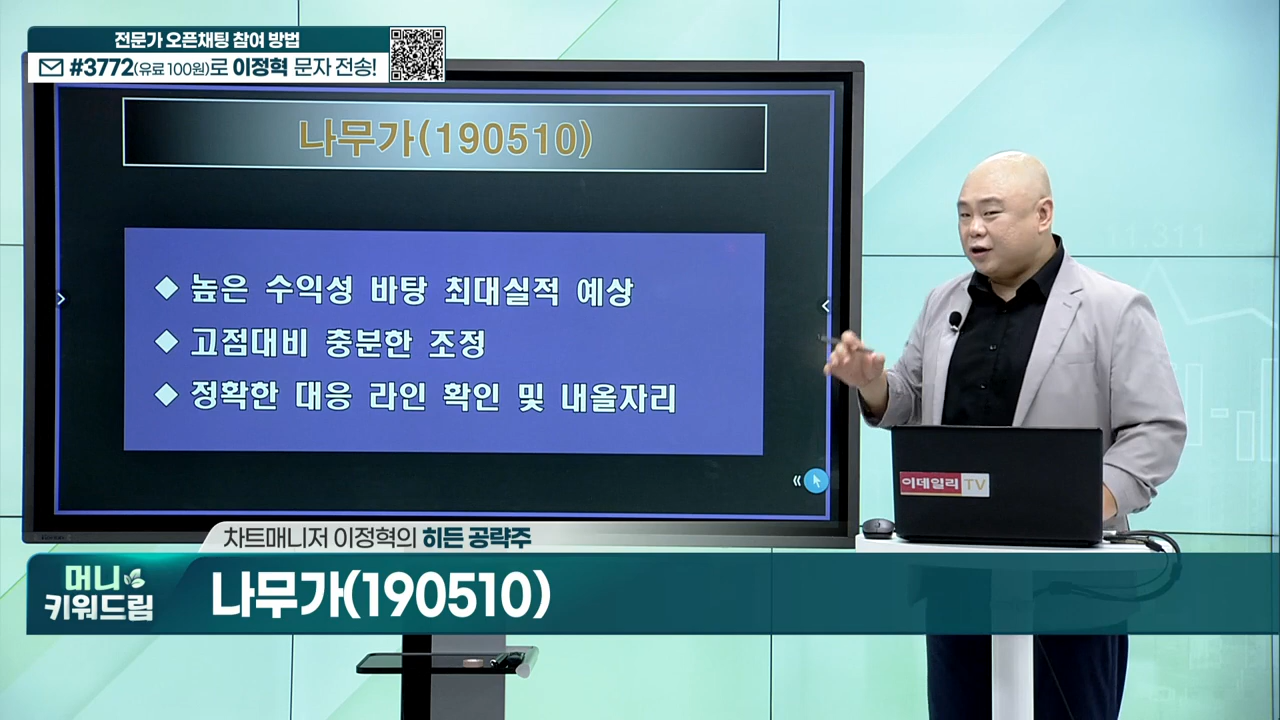 전문가 오픈채팅 참여 방법
#3772(유료 100원)로 이정혁 문자 전송!
나무가(190510)
◆ 높은 수익성 바탕 최대실적 예상
◆ 고점대비 충분한 조정
◆ 정확한 대응 라인 확인 및 내올자리
이데일리TV
차트매니저 이정혁의 히든 공략주
머니
키워드림
나무가(190510)
11,311